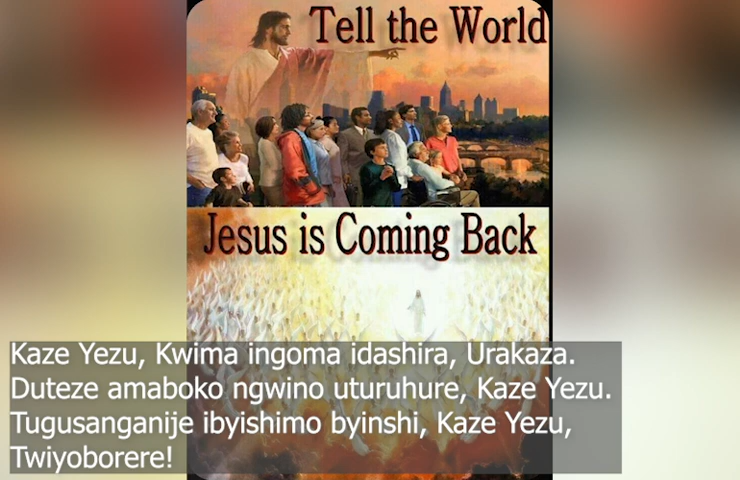 Tell the World
Jesus is Coming Back
Kaze Yezu, Kwima ingoma idashira, Urakaza.
Duteze amaboko ngwino uturuhure, Kaze Yezu.
Tugusanganije ibyishimo byinshi, Kaze Yezu,
Twiyoborere!